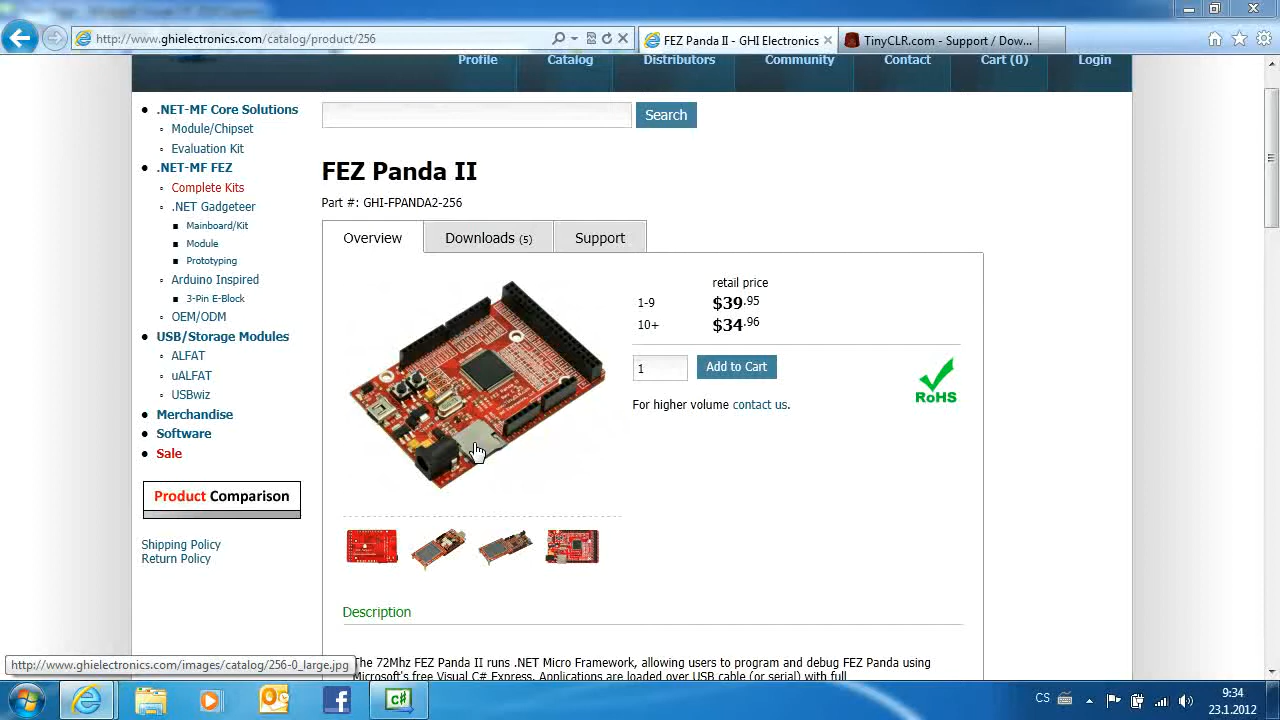 http://www.ghielectronics.com/catalog/product/256
FEZ Panda II - GHI Electronics
TinyCLR.com - Support / Dow...
Profile
Catalog
Distributors
Community
Contact
Cart (0)
Login
.NET-MF Core Solutions
Module/Chipset
Evaluation Kit
.NET-MF FEZ
Complete Kits
.NET Gadgeteer
Mainboard/Kit
Module
Prototyping
Arduino Inspired
3-Pin E-Block
OEM/ODM
USB/Storage Modules
ALFAT
uALFAT
USBwiz
Merchandise
Software
Sale
Product Comparison
Shipping Policy
Return Policy
Search
FEZ Panda II
Part #: GHI-FPANDA2-256
Overview
Downloads (5)
Support
retail price
1-9 $39.95
10+ $34.96
1
Add to Cart
For higher volume contact us.
RoHS
Description
The 72Mhz FEZ Panda II runs .NET Micro Framework, allowing users to program and debug FEZ Panda using
Microsoft's free Visual C# Express. Applications are loaded over USB cable (or serial) with full
http://www.ghielectronics.com/images/catalog/256-0_large.jpg
CS
9:34
23.1.2012